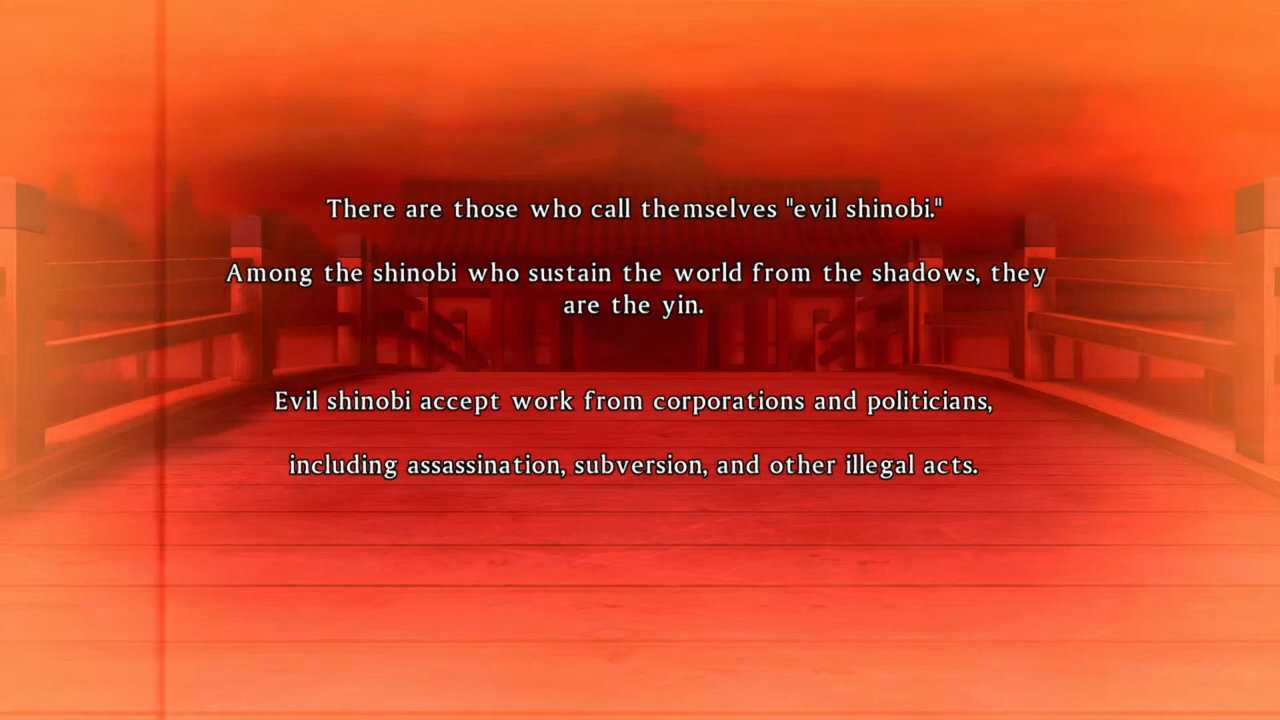 There are those who call themselves "evil shinobi."
Among the shinobi who sustain the world from the shadows, they
are the yin.
Evil shinobi accept work from corporations and politicians,
including assassination, subversion, and other illegal acts.